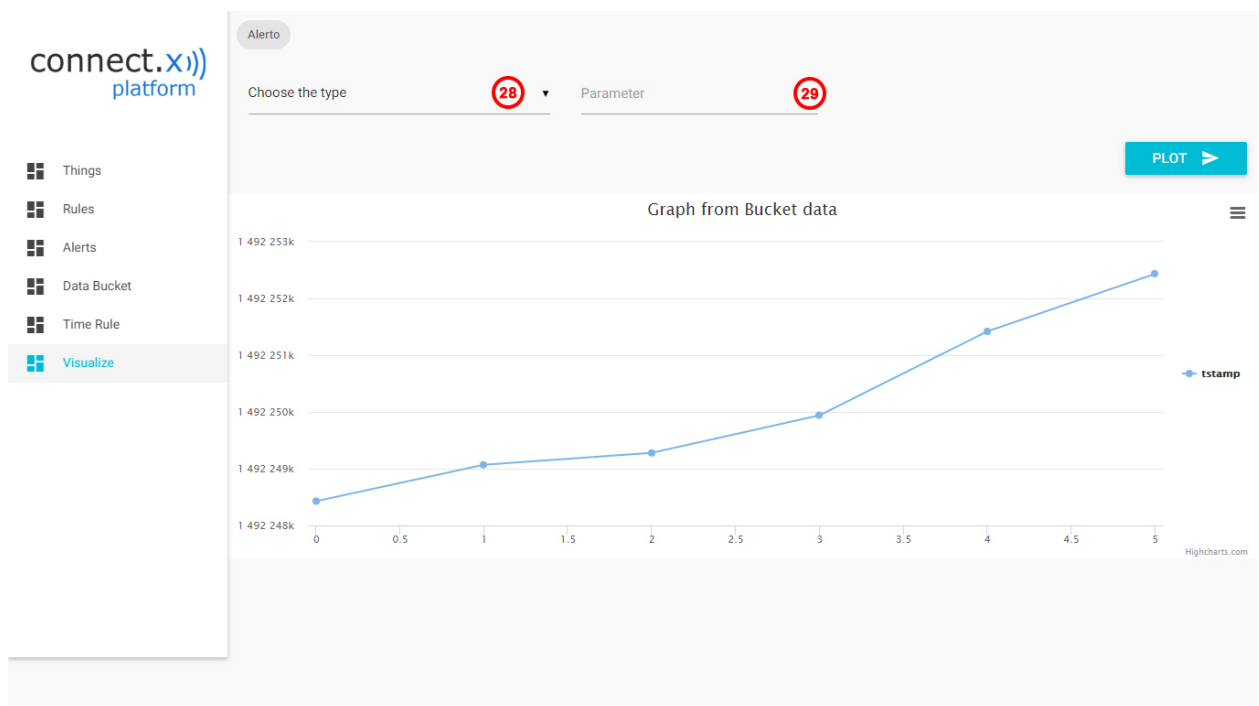 connect.x
platform
Things
Rules
Alerts
Data Bucket
Time Rule
Visualize
Alerto
Choose the type 28 ▼ Parameter 29
PLOT
Graph from Bucket data
1 492 253k
1 492 252k
1 492 251k
1 492 250k
1 492 249k
1 492 248k
0 0.5 1 1.5 2 2.5 3 3.5 4 4.5 5
tstamp
Highcharts.com